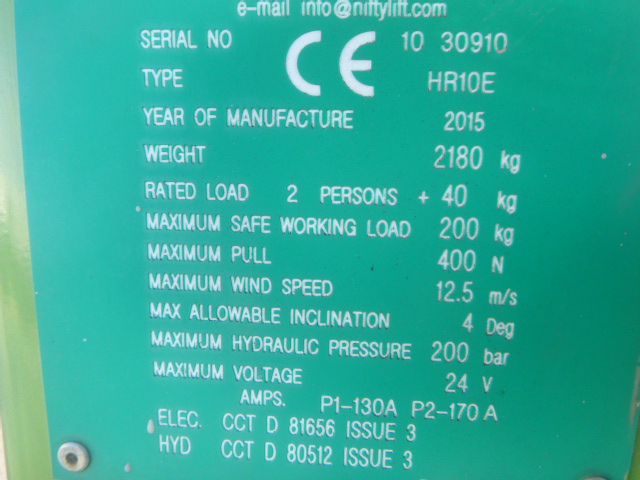 e-mail info@niftylift.com
SERIAL NO CE 10 30910
TYPE HR10E
YEAR OF MANUFACTURE 2015
WEIGHT 2180 kg
RATED LOAD 2 PERSONS + 40 kg
MAXIMUM SAFE WORKING LOAD 200 kg
MAXIMUM PULL 400 N
MAXIMUM WIND SPEED 12.5 m/s
MAX ALLOWABLE INCLINATION 4 Deg
MAXIMUM HYDRAULIC PRESSURE 200 bar
MAXIMUM VOLTAGE 24 V
AMPS. P1-130A P2-170 A
ELEC. CCT D 81656 ISSUE 3
HYD CCT D 80512 ISSUE 3